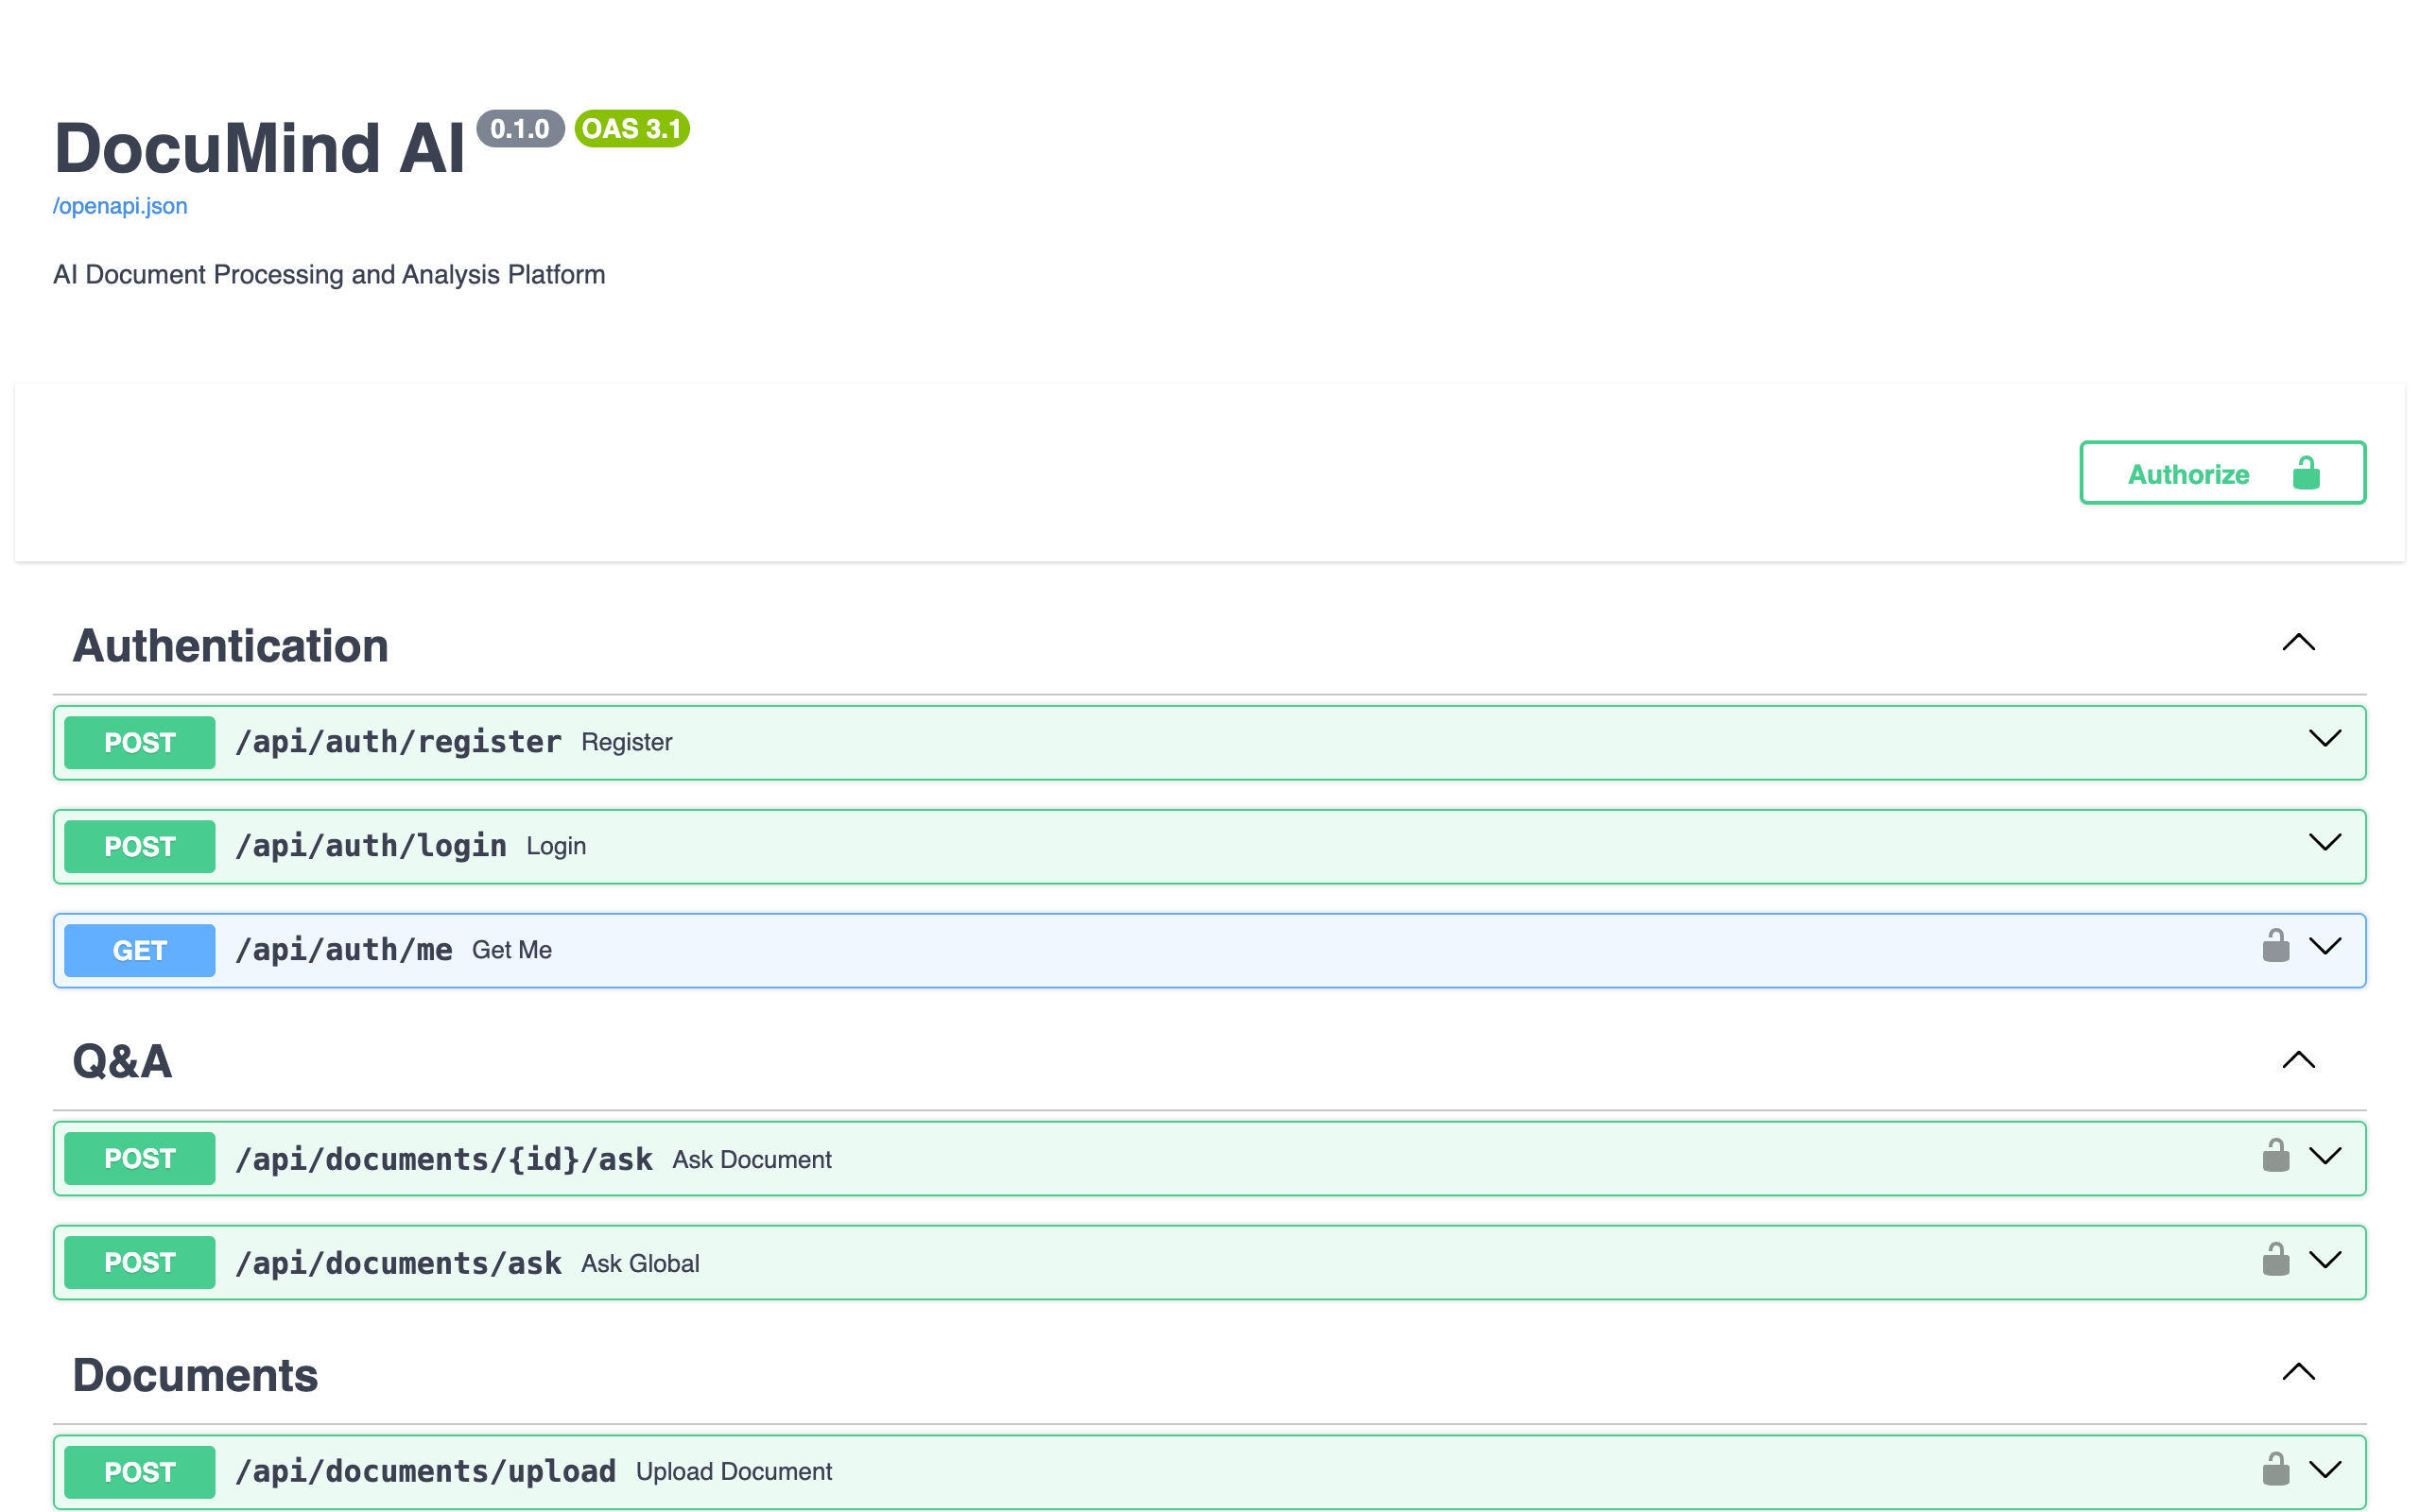 DocuMind AI 0.1.0 OAS 3.1
/openapi.json
AI Document Processing and Analysis Platform
Authorize
Authentication
POST /api/auth/register Register
POST /api/auth/login Login
GET /api/auth/me Get Me
Q&A
POST /api/documents/{id}/ask Ask Document
POST /api/documents/ask Ask Global
Documents
POST /api/documents/upload Upload Document